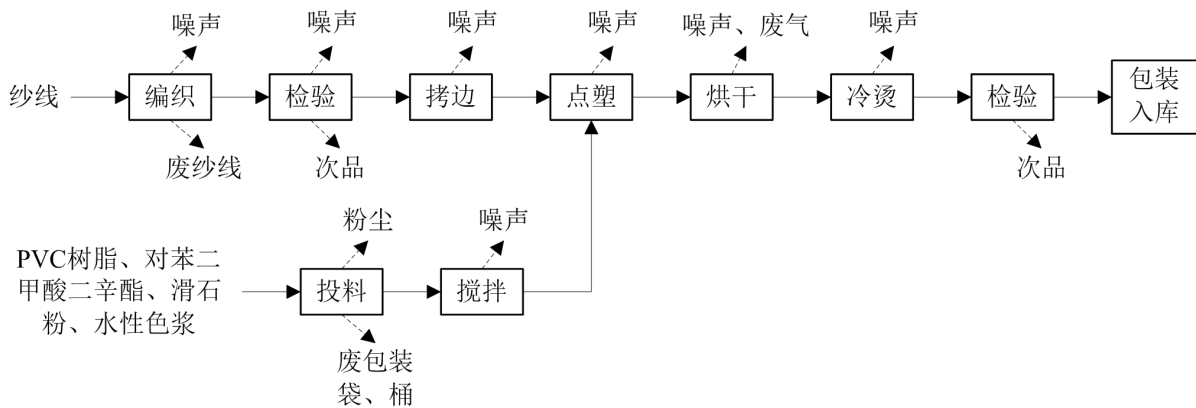 噪声
噪声
噪声
噪声
噪声、废气
噪声
纱线
编织
检验
拷边
点塑
烘干
冷烫
检验
包装
入库
废纱线
次品
次品
粉尘
噪声
PVC树脂、对苯二
甲酸二辛酯、滑石
粉、水性色浆
投料
搅拌
废包装
袋、桶